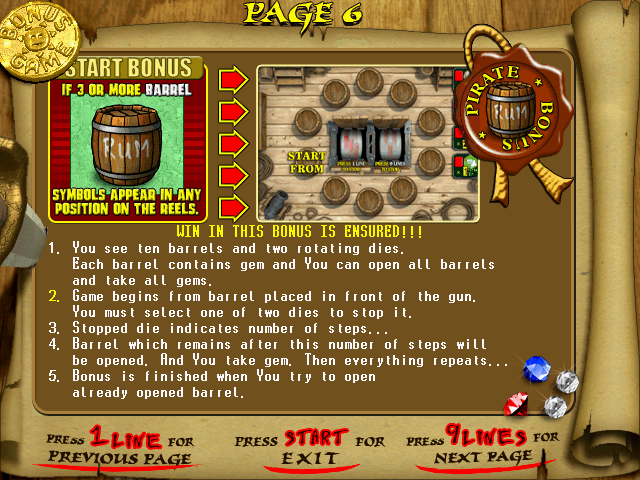 PAGE 6
BONUS
GAME
START BONUS
IF 3 OR MORE BARREL
RUM
SYMBOLS APPEAR IN ANY
POSITION ON THE REELS.
START
FROM
PIRATE
BONUS
RUM
WIN IN THIS BONUS IS ENSURED!!!
1. You see ten barrels and two rotating dies.
Each barrel contains gem and You can open all barrels
and take all gems.
2. Game begins from barrel placed in front of the gun.
You must select one of two dies to stop it.
3. Stopped die indicates number of steps...
4. Barrel which remains after this number of steps will
be opened. And You take gem. Then everything repeats...
5. Bonus is finished when You try to open
already opened barrel.
PRESS 1 LINE FOR
PREVIOUS PAGE
PRESS START FOR
EXIT
PRESS 9 LINES FOR
NEXT PAGE